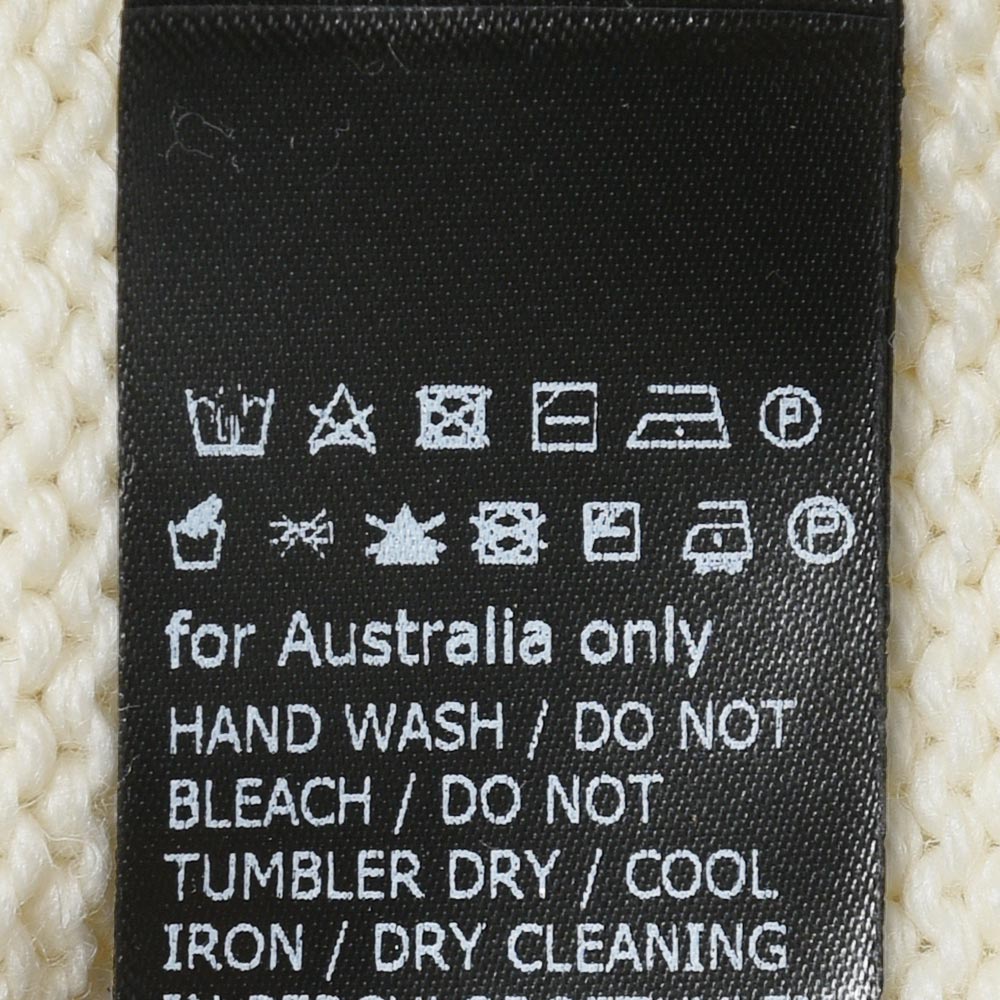 P
P
for Australia only
HAND WASH / DO NOT
BLEACH / DO NOT
TUMBLER DRY / COOL
IRON / DRY CLEANING